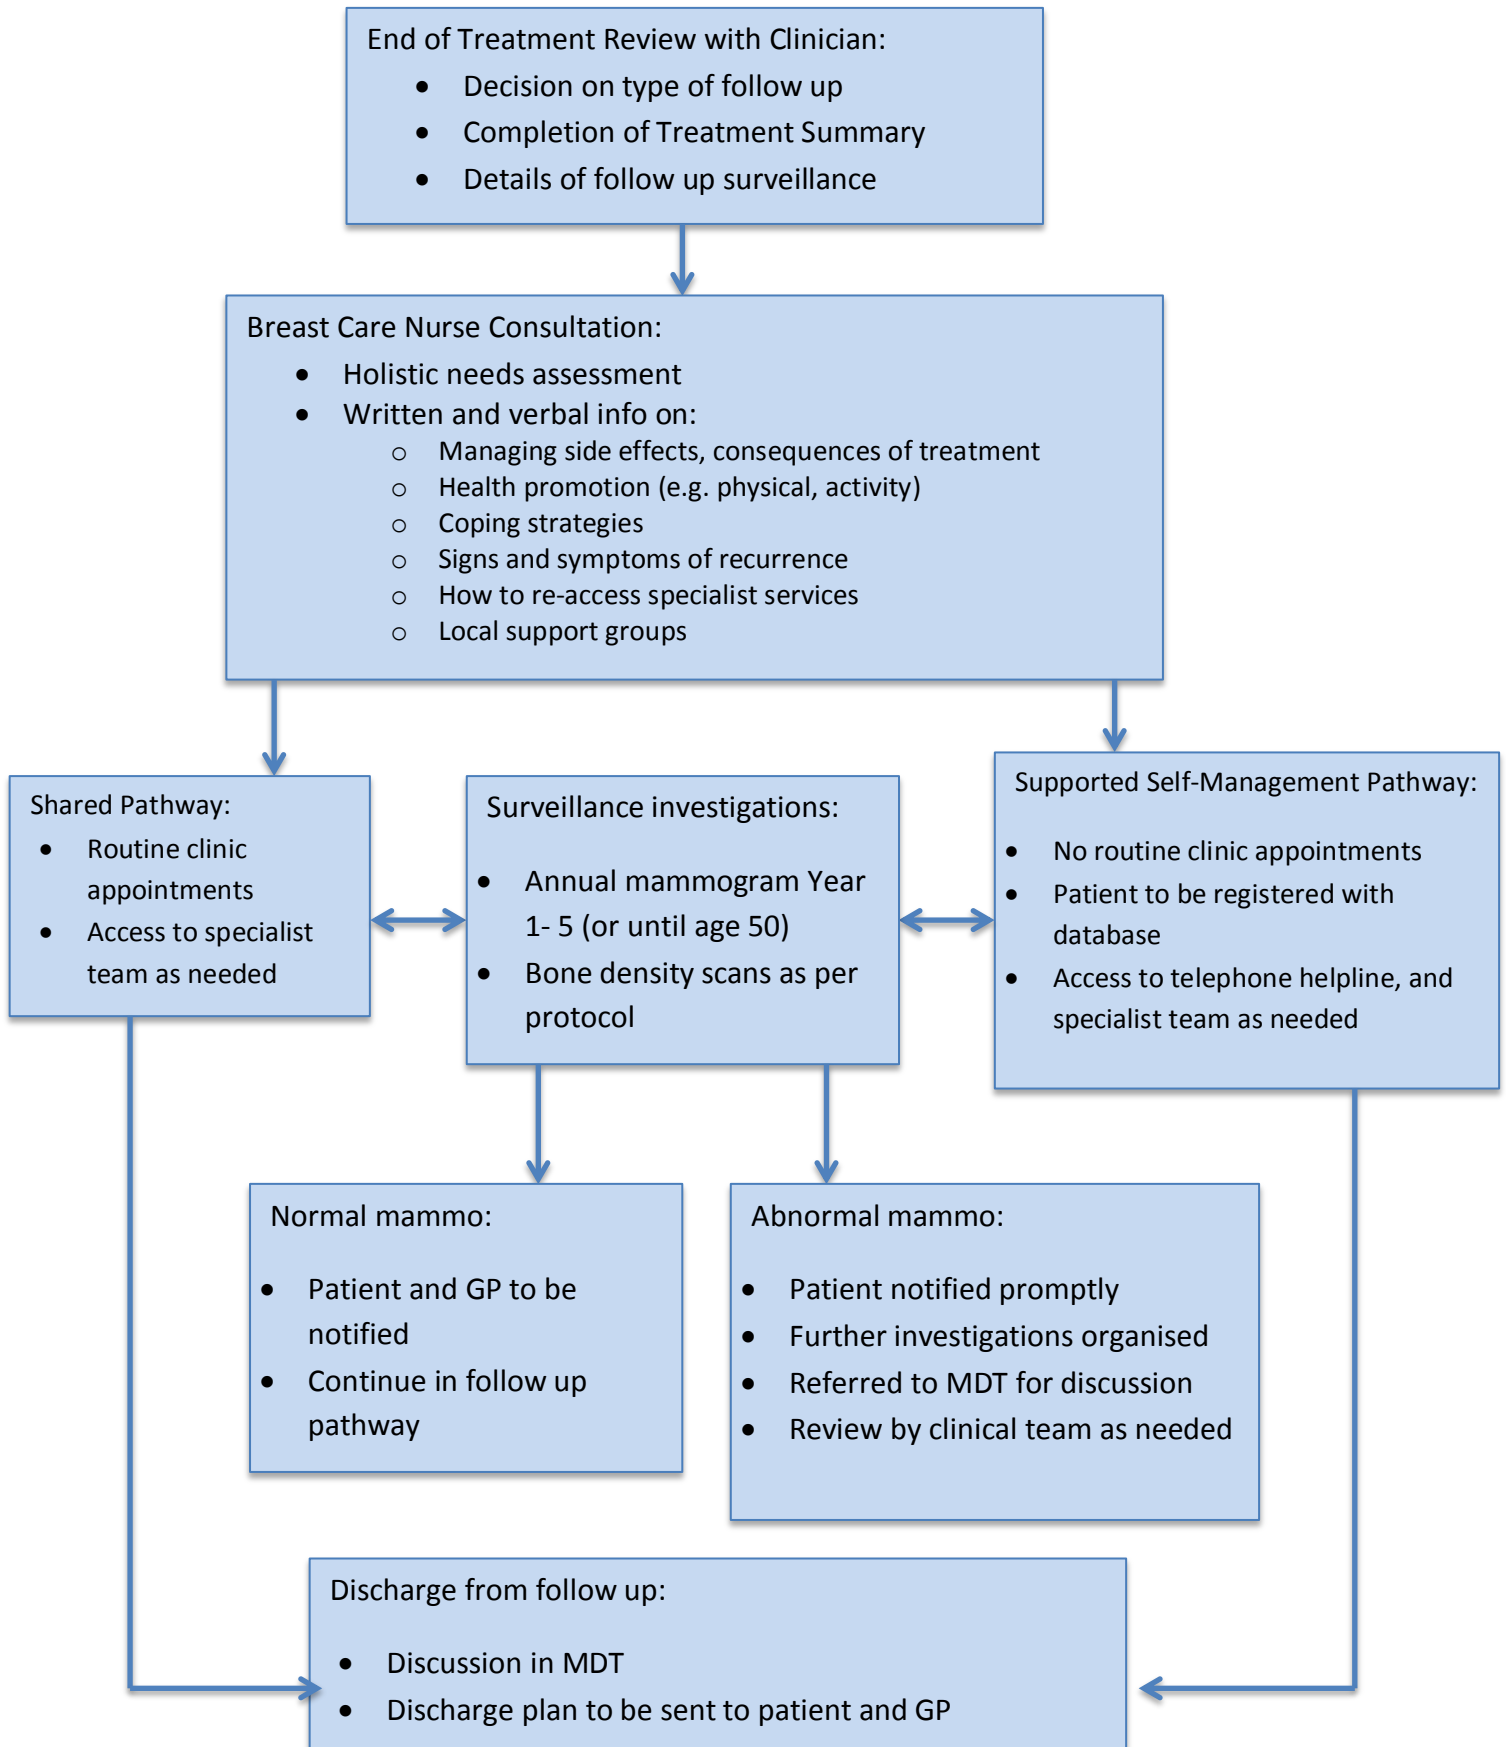 End of Treatment Review with Clinician:
• Decision on type of follow up
• Completion of Treatment Summary
• Details of follow up surveillance
Breast Care Nurse Consultation:
• Holistic needs assessment
• Written and verbal info on:
o Managing side effects, consequences of treatment
o Health promotion (e.g. physical, activity)
o Coping strategies
o Signs and symptoms of recurrence
o How to re-access specialist services
o Local support groups
Shared Pathway:
• Routine clinic
appointments
• Access to specialist
team as needed
Surveillance investigations:
• Annual mammogram Year
1- 5 (or until age 50)
• Bone density scans as per
protocol
Supported Self-Management Pathway:
• No routine clinic appointments
• Patient to be registered with
database
• Access to telephone helpline, and
specialist team as needed
Normal mammo:
• Patient and GP to be
notified
• Continue in follow up
pathway
Abnormal mammo:
• Patient notified promptly
• Further investigations organised
• Referred to MDT for discussion
• Review by clinical team as needed
Discharge from follow up:
• Discussion in MDT
• Discharge plan to be sent to patient and GP